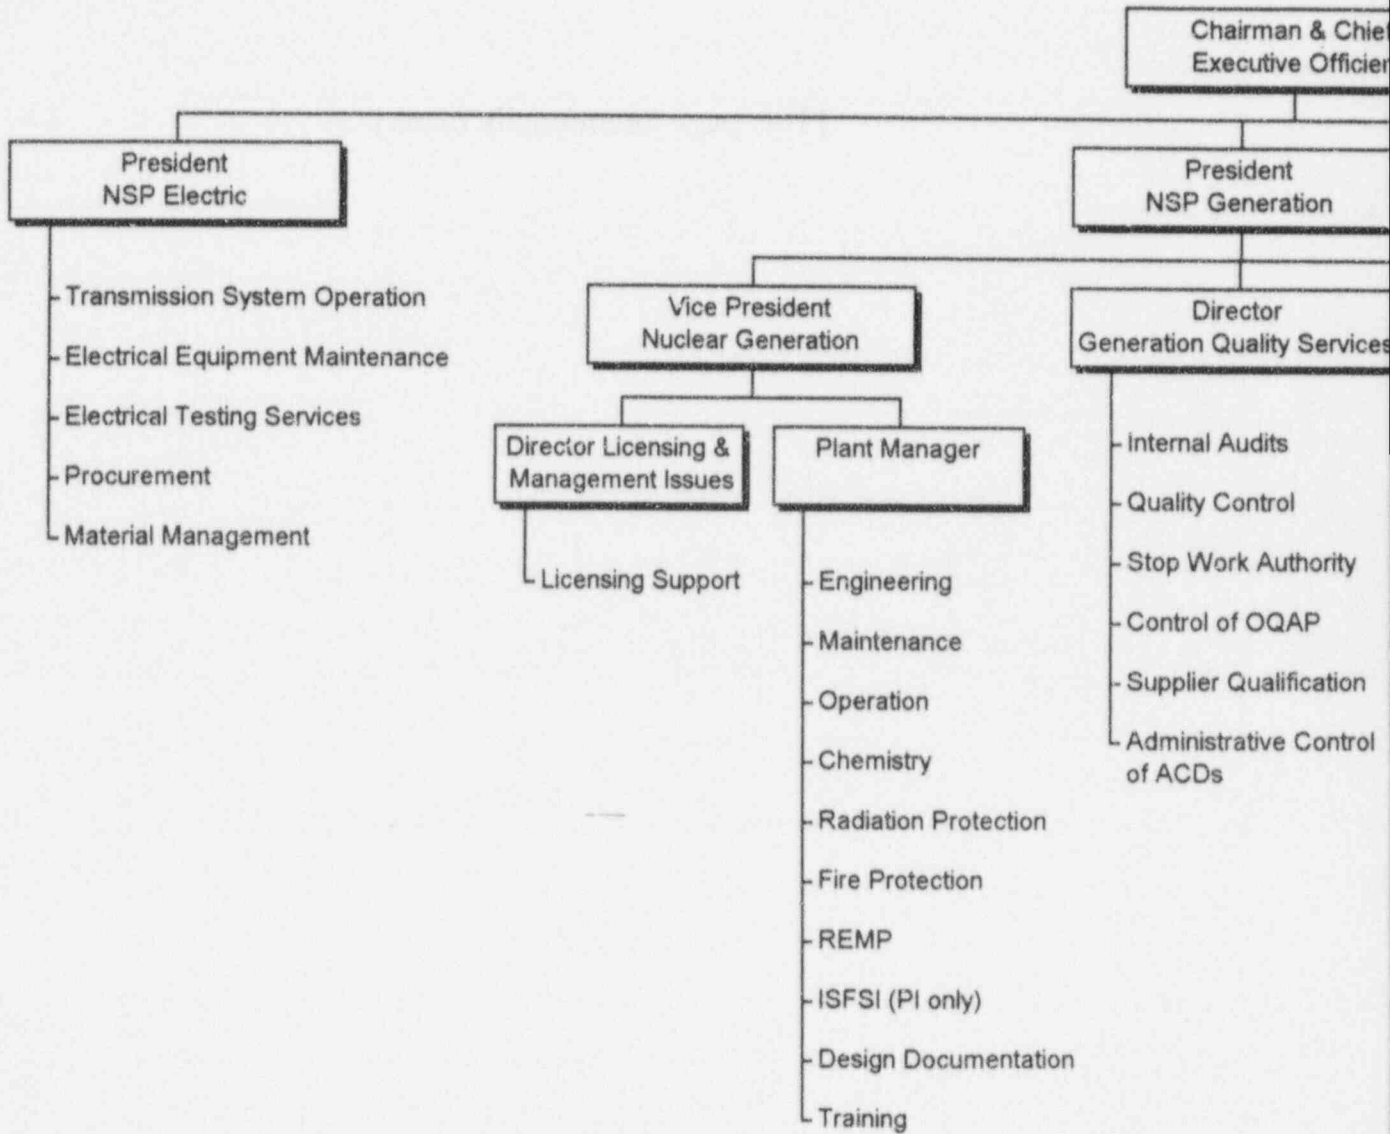 Chairman & Chief
Executive Officier
President
NSP Electric
President
NSP Generation
Transmission System Operation
Electrical Equipment Maintenance
Electrical Testing Services
Procurement
Material Management
Vice President
Nuclear Generation
Director
Generation Quality Services
Director Licensing &
Management Issues
Licensing Support
Plant Manager
Engineering
Maintenance
Operation
Chemistry
Radiation Protection
Fire Protection
REMP
ISFSI (PI only)
Design Documentation
Training
Internal Audits
Quality Control
Stop Work Authority
Control of OQAP
Supplier Qualification
Administrative Control
of ACDs